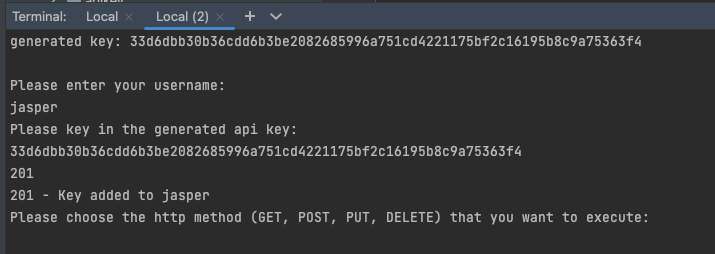 Terminal: Local × Local (2) × +
generated key: 33d6dbb30b36cdd6b3be2082685996a751cd4221175bf2c16195b8c9a75363f4
Please enter your username:
jasper
Please key in the generated api key:
33d6dbb30b36cdd6b3be2082685996a751cd4221175bf2c16195b8c9a75363f4
201
201 - Key added to jasper
Please choose the http method (GET, POST, PUT, DELETE) that you want to execute: